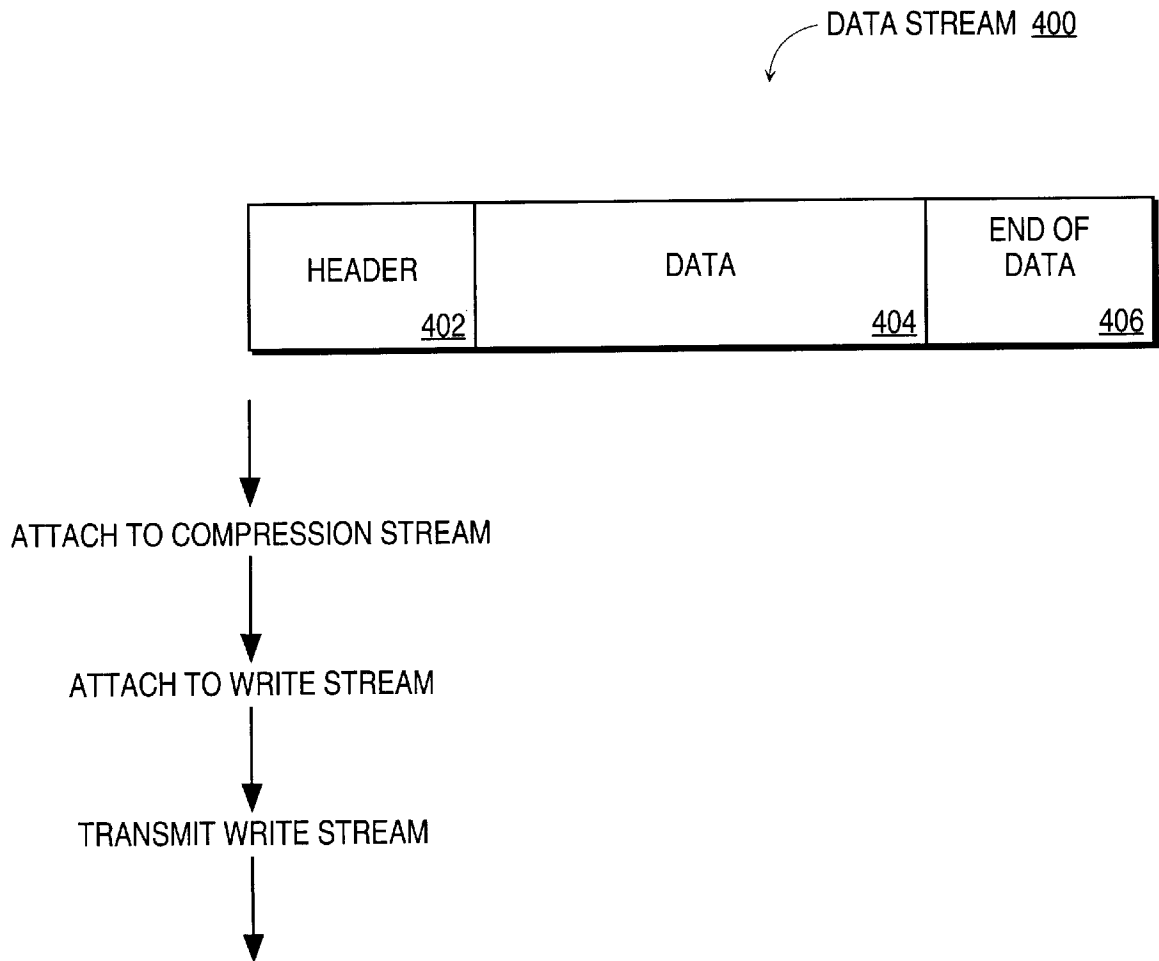 DATA STREAM 400
HEADER
402
DATA
404
END OF
DATA
406
ATTACH TO COMPRESSION STREAM
ATTACH TO WRITE STREAM
TRANSMIT WRITE STREAM